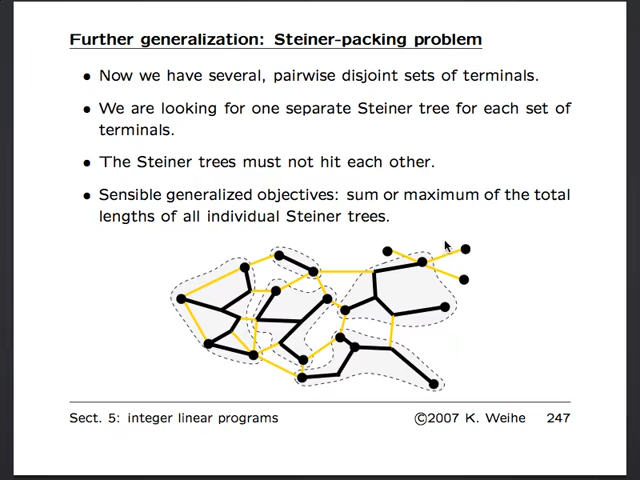 Further generalization: Steiner-packing problem
• Now we have several, pairwise disjoint sets of terminals.
• We are looking for one separate Steiner tree for each set of
terminals.
• The Steiner trees must not hit each other.
• Sensible generalized objectives: sum or maximum of the total
lengths of all individual Steiner trees.
Sect. 5: integer linear programs ©2007 K. Weihe 247